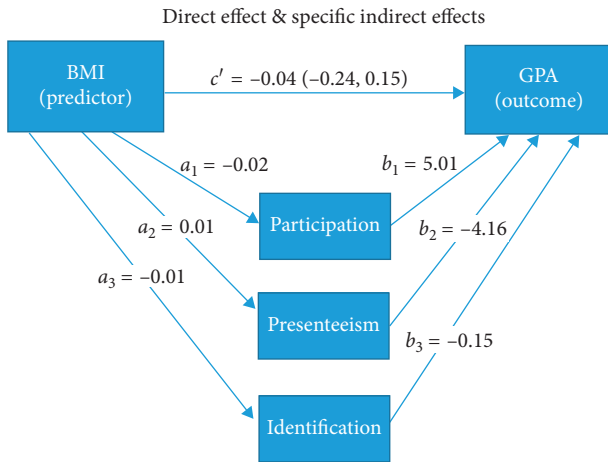 Direct effect & specific indirect effects
BMI
(predictor)
c′ = –0.04 (–0.24, 0.15)
GPA
(outcome)
a₁ = –0.02
b₁ = 5.01
Participation
a₂ = 0.01
b₂ = –4.16
a₃ = –0.01
Presenteeism
b₃ = –0.15
Identification